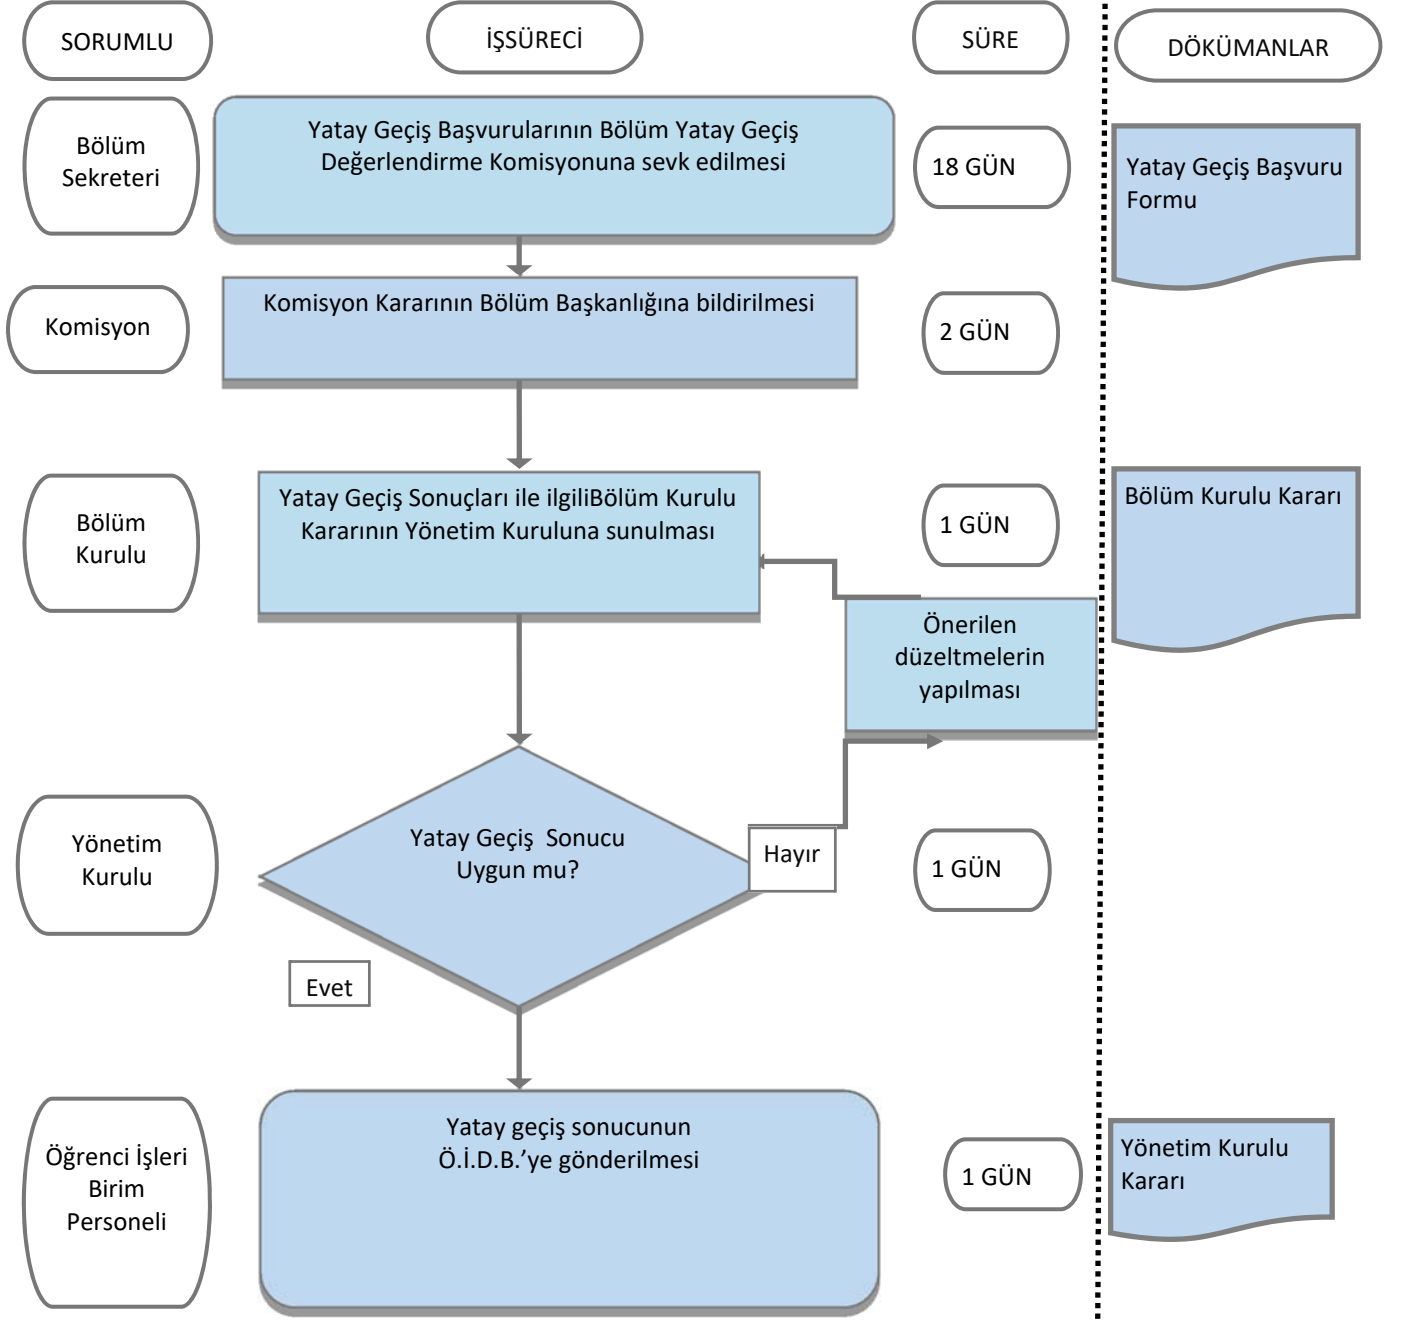 SORUMLU
İŞSÜRECİ
SÜRE
DÖKÜMANLAR
Bölüm
Sekreteri
Yatay Geçiş Başvurularının Bölüm Yatay Geçiş
Değerlendirme Komisyonuna sevk edilmesi
18 GÜN
Yatay Geçiş Başvuru
Formu
Komisyon
Komisyon Kararının Bölüm Başkanlığına bildirilmesi
2 GÜN
Bölüm
Kurulu
Yatay Geçiş Sonuçları ile ilgiliBölüm Kurulu
Kararının Yönetim Kuruluna sunulması
1 GÜN
Bölüm Kurulu Kararı
Önerilen
düzeltmelerin
yapılması
Yönetim
Kurulu
Yatay Geçiş  Sonucu
Uygun mu?
Hayır
1 GÜN
Evet
Öğrenci İşleri
Birim
Personeli
Yatay geçiş sonucunun
Ö.İ.D.B.’ye gönderilmesi
1 GÜN
Yönetim Kurulu
Kararı